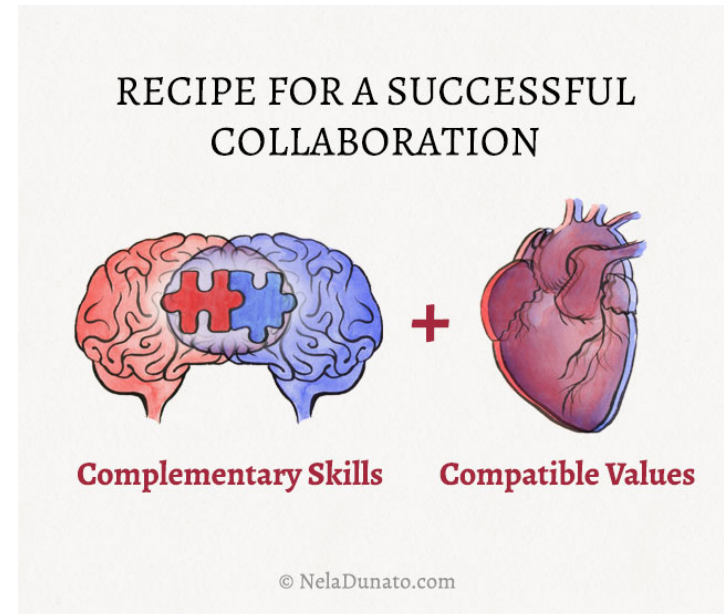 RECIPE FOR A SUCCESSFUL
COLLABORATION
+
Complementary Skills
Compatible Values
© NelaDunato.com